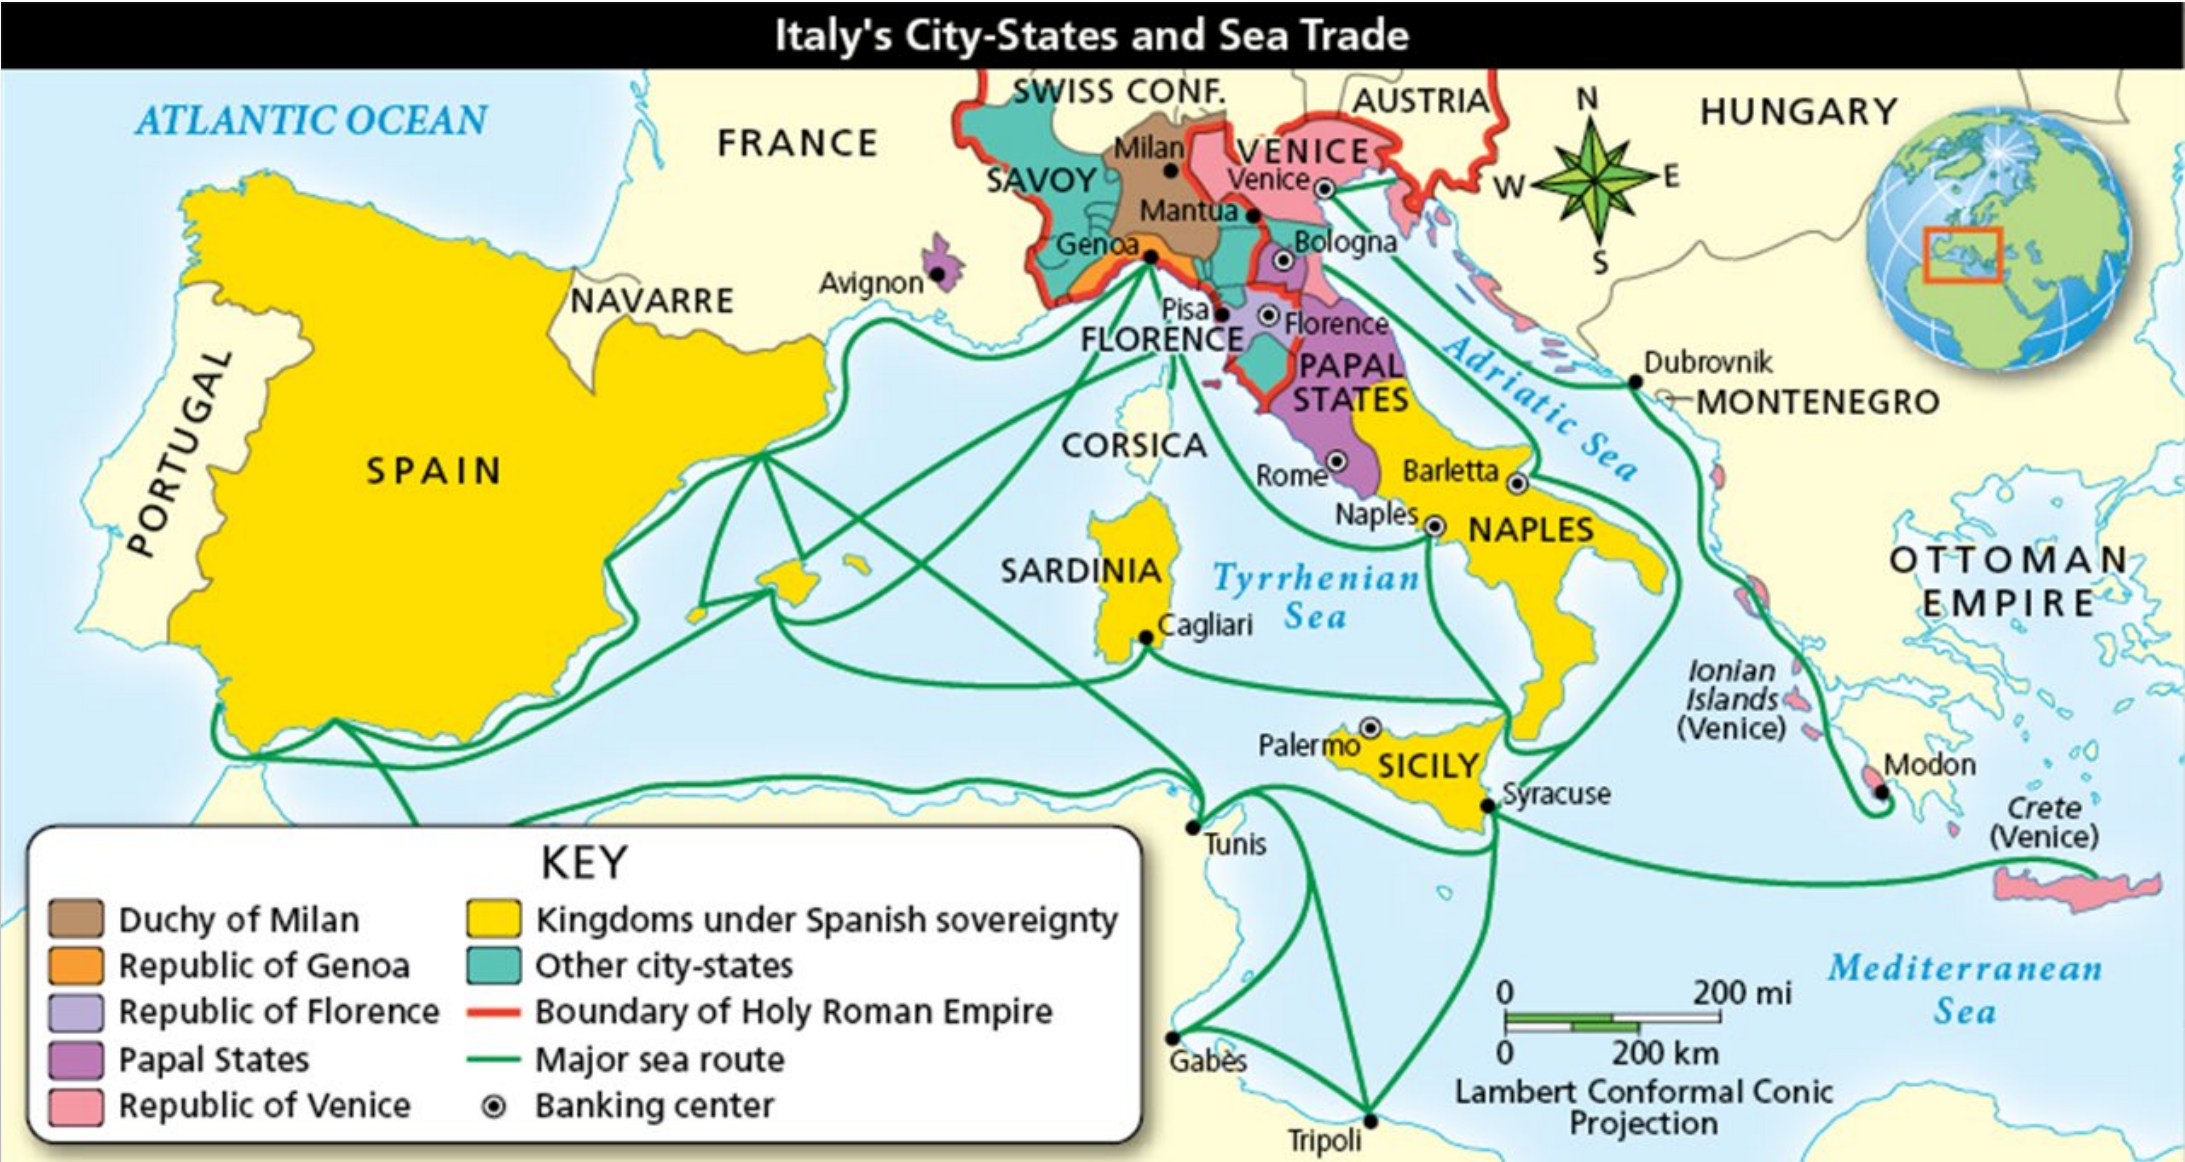 Italy's City-States and Sea Trade
ATLANTIC OCEAN
FRANCE
SWISS CONF.
AUSTRIA
HUNGARY
N
W
E
S
SAVOY
Milan
VENICE
Venice
Mantua
Genoa
Bologna
Avignon
NAVARRE
Pisa
FLORENCE
Florence
PAPAL
STATES
Adriatic Sea
Dubrovnik
MONTENEGRO
PORTUGAL
SPAIN
CORSICA
Rome
Barletta
Naples
NAPLES
SARDINIA
Cagliari
Tyrrhenian
Sea
OTTOMAN
EMPIRE
Ionian
Islands
(Venice)
Palermo
SICILY
Syracuse
Modon
Crete
(Venice)
Tunis
Gabès
Tripoli
Mediterranean
Sea
0 200 mi
0 200 km
Lambert Conformal Conic
Projection
KEY
Duchy of Milan
Republic of Genoa
Republic of Florence
Papal States
Republic of Venice
Kingdoms under Spanish sovereignty
Other city-states
Boundary of Holy Roman Empire
Major sea route
Banking center